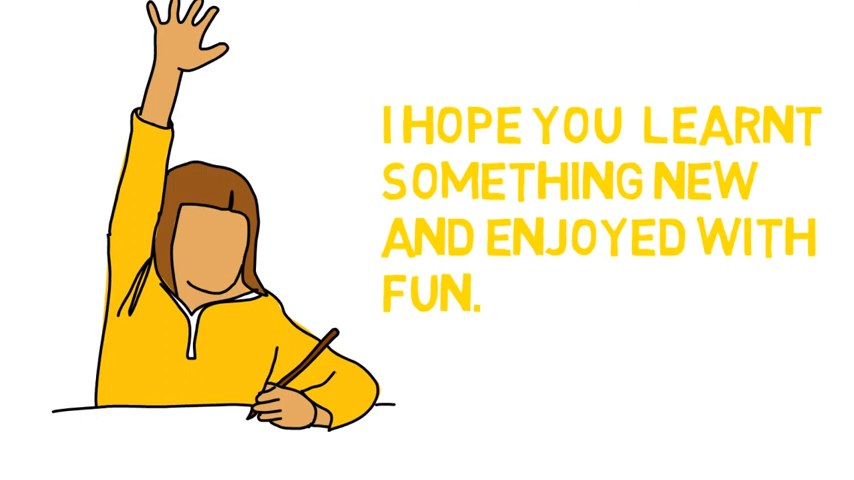 I HOPE YOU LEARNT
SOMETHING NEW
AND ENJOYED WITH
FUN.